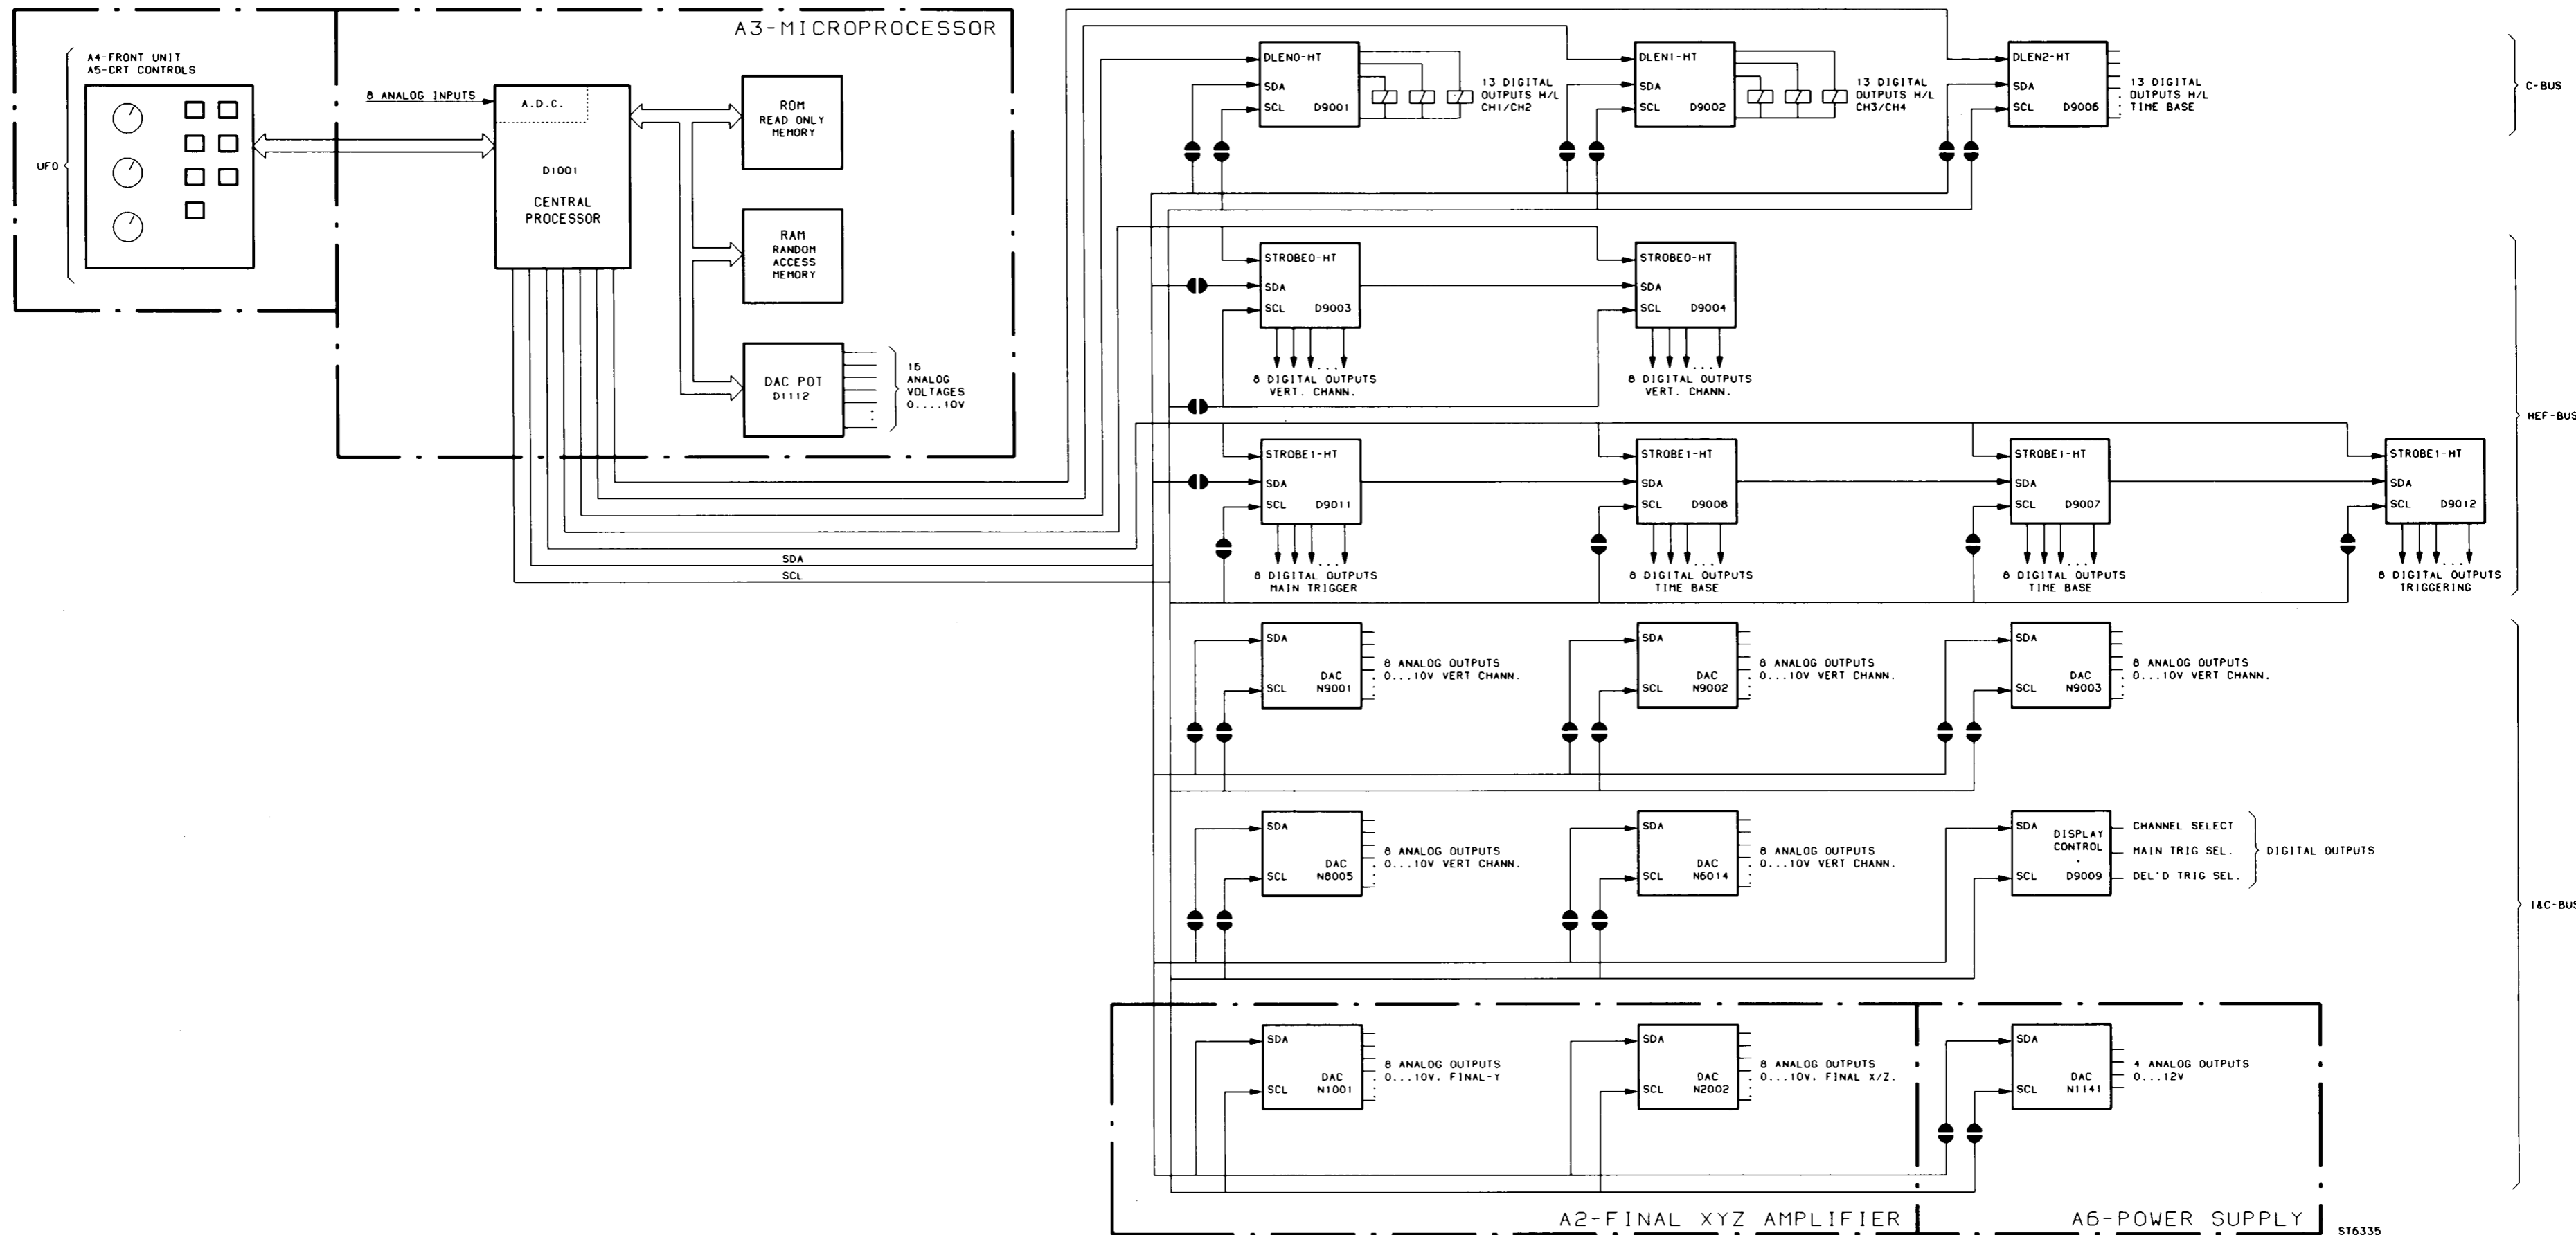 A3-MICROPROCESSOR
A4-FRONT UNIT
A5-CRT CONTROLS
UFO
8 ANALOG INPUTS
A.D.C.
D1001
CENTRAL
PROCESSOR
ROM
READ ONLY
MEMORY
RAM
RANDOM
ACCESS
MEMORY
DAC POT
D1112
16
ANALOG
VOLTAGES
0....10V
SDA
SCL
DLEN0-HT
SDA
SCL D9001
13 DIGITAL
OUTPUTS H/L
CH1/CH2
DLEN1-HT
SDA
SCL D9002
13 DIGITAL
OUTPUTS H/L
CH3/CH4
DLEN2-HT
SDA
SCL D9006
13 DIGITAL
OUTPUTS H/L
TIME BASE
C-BUS
STROBE0-HT
SDA
SCL D9003
8 DIGITAL OUTPUTS
VERT. CHANN.
STROBE0-HT
SDA
SCL D9004
8 DIGITAL OUTPUTS
VERT. CHANN.
HEF-BUS
STROBE1-HT
SDA
SCL D9011
8 DIGITAL OUTPUTS
MAIN TRIGGER
STROBE1-HT
SDA
SCL D9008
8 DIGITAL OUTPUTS
TIME BASE
STROBE1-HT
SDA
SCL D9007
8 DIGITAL OUTPUTS
TIME BASE
STROBE1-HT
SDA
SCL D9012
8 DIGITAL OUTPUTS
TRIGGERING
SDA
DAC
SCL N9001
8 ANALOG OUTPUTS
0...10V VERT CHANN.
SDA
DAC
SCL N9002
8 ANALOG OUTPUTS
0...10V VERT CHANN.
SDA
DAC
SCL N9003
8 ANALOG OUTPUTS
0...10V VERT CHANN.
SDA
DAC
SCL N8005
8 ANALOG OUTPUTS
0...10V VERT CHANN.
SDA
DAC
SCL N6014
8 ANALOG OUTPUTS
0...10V VERT CHANN.
SDA
DISPLAY
CONTROL
SCL D9009
CHANNEL SELECT
MAIN TRIG SEL.
DEL'D TRIG SEL.
DIGITAL OUTPUTS
I&C-BUS
SDA
DAC
SCL N1001
8 ANALOG OUTPUTS
0...10V. FINAL-Y
SDA
DAC
SCL N2002
8 ANALOG OUTPUTS
0...10V. FINAL X/Z.
SDA
DAC
SCL N1141
4 ANALOG OUTPUTS
0...12V
A2-FINAL XYZ AMPLIFIER
A6-POWER SUPPLY
ST6335